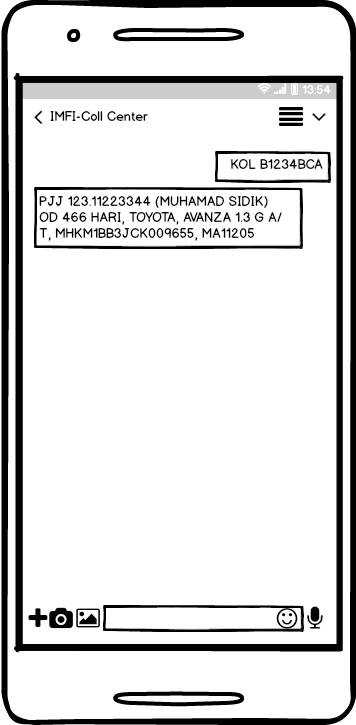 13:54
IMFI-Coll Center
KOL B1234BCA
PJJ 123.11223344 (MUHAMAD SIDIK)
OD 466 HARI, TOYOTA, AVANZA 1.3 G A/
T, MHKM1BB3JCK009655, MA11205